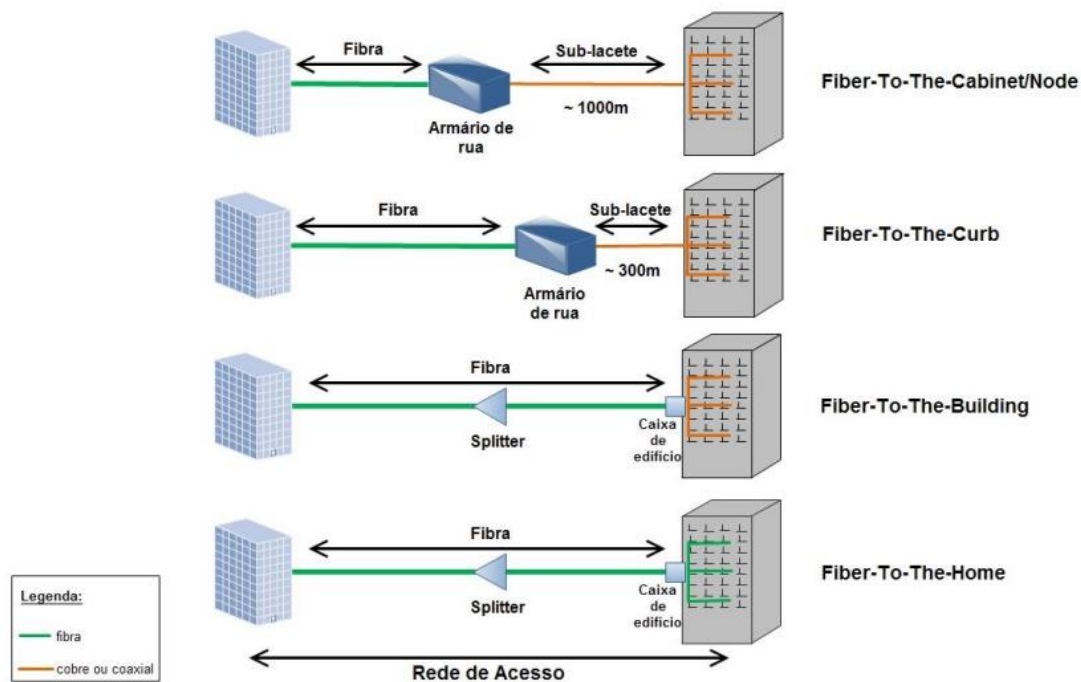 Fibra
Sub-lacete
Fiber-To-The-Cabinet/Node
~ 1000m
Armário de
rua
Fibra
Sub-lacete
Fiber-To-The-Curb
~ 300m
Armário
de rua
Fibra
Fiber-To-The-Building
Splitter
Caixa
de
edifício
Fibra
Fiber-To-The-Home
Splitter
Caixa
de
edifício
Legenda:
fibra
cobre ou coaxial
Rede de Acesso